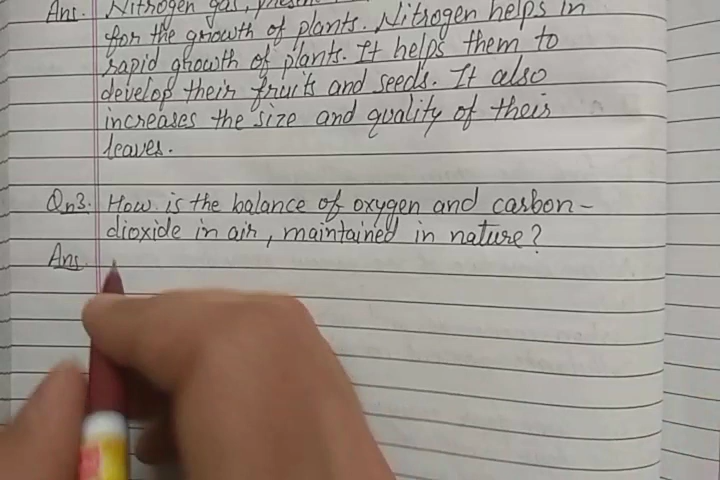 Ans. Nitrogen gas,
for the growth of plants. Nitrogen helps in
rapid growth of plants. It helps them to
develop their fruits and seeds. It also
increases the size and quality of their
leaves.
Qn3. How is the balance of oxygen and carbon-
dioxide in air, maintained in nature?
Ans.